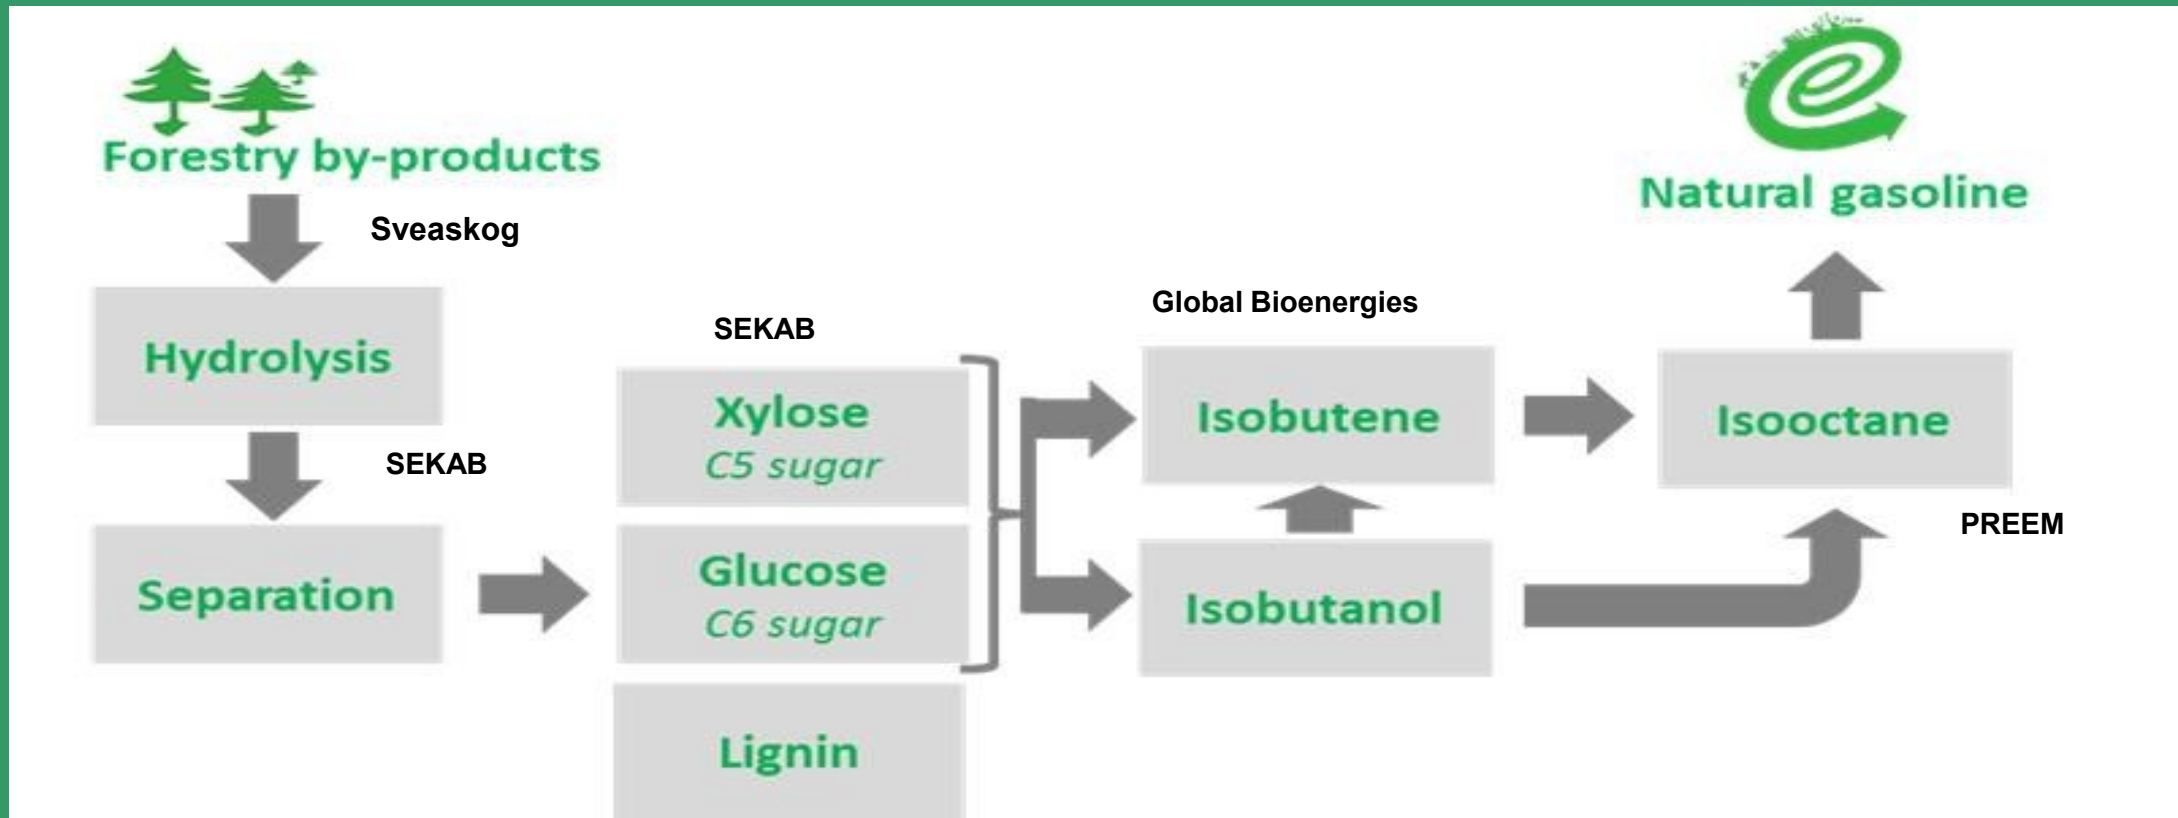 Forestry by-products
Sveaskog
Hydrolysis
SEKAB
Separation
SEKAB
Xylose
C5 sugar
Glucose
C6 sugar
Lignin
Global Bioenergies
Isobutene
Isobutanol
Natural gasoline
Isooctane
PREEM